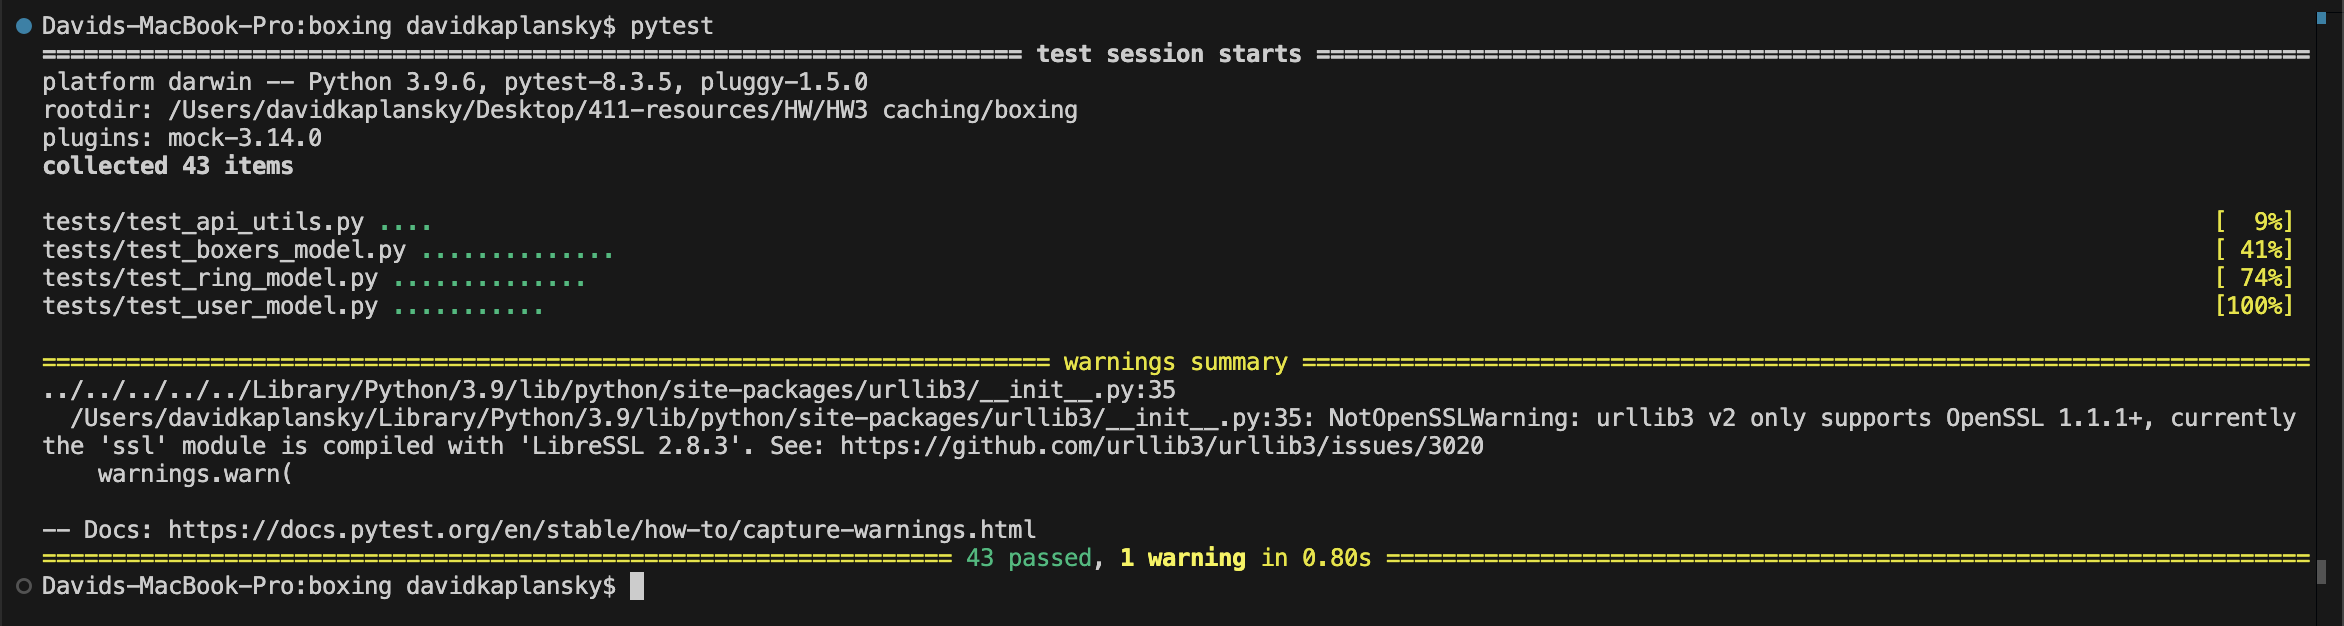 Davids-MacBook-Pro:boxing davidkaplansky$ pytest
====================================================================== test session starts =======================================================================
platform darwin -- Python 3.9.6, pytest-8.3.5, pluggy-1.5.0
rootdir: /Users/davidkaplansky/Desktop/411-resources/HW/HW3 caching/boxing
plugins: mock-3.14.0
collected 43 items
tests/test_api_utils.py .... [  9%]
tests/test_boxers_model.py .............. [ 41%]
tests/test_ring_model.py .............. [ 74%]
tests/test_user_model.py ........... [100%]
======================================================================== warnings summary ========================================================================
../../../../../Library/Python/3.9/lib/python/site-packages/urllib3/__init__.py:35
  /Users/davidkaplansky/Library/Python/3.9/lib/python/site-packages/urllib3/__init__.py:35: NotOpenSSLWarning: urllib3 v2 only supports OpenSSL 1.1.1+, currently
the 'ssl' module is compiled with 'LibreSSL 2.8.3'. See: https://github.com/urllib3/urllib3/issues/3020
    warnings.warn(
-- Docs: https://docs.pytest.org/en/stable/how-to/capture-warnings.html
================================================================= 43 passed, 1 warning in 0.80s ==================================================================
Davids-MacBook-Pro:boxing davidkaplansky$